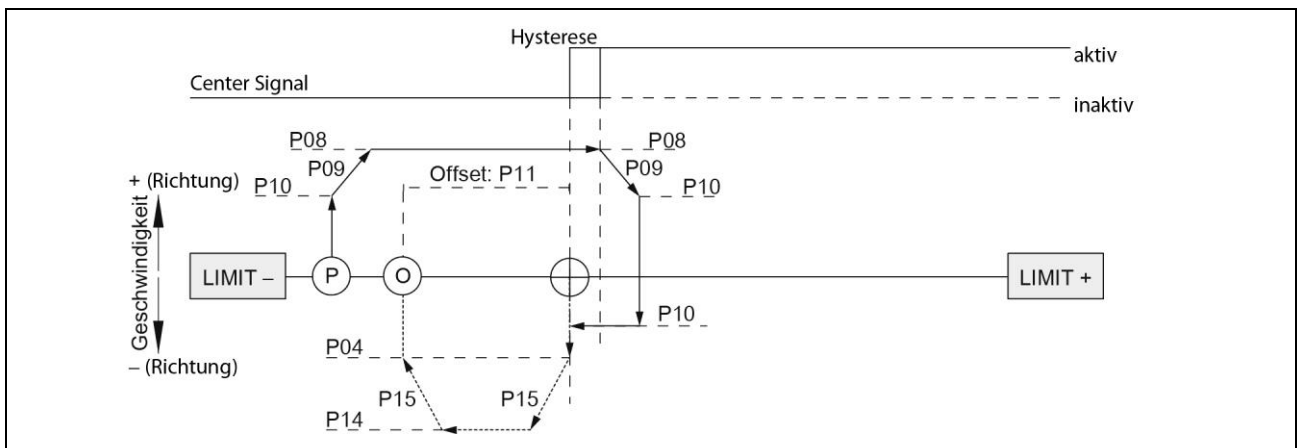 Hysterese
aktiv
Center Signal
inaktiv
P08 P08
P09 P09
+ (Richtung) P10 Offset: P11 P10
Geschwindigkeit
LIMIT – P O LIMIT +
P10
P04
– (Richtung)
P15 P15
P14